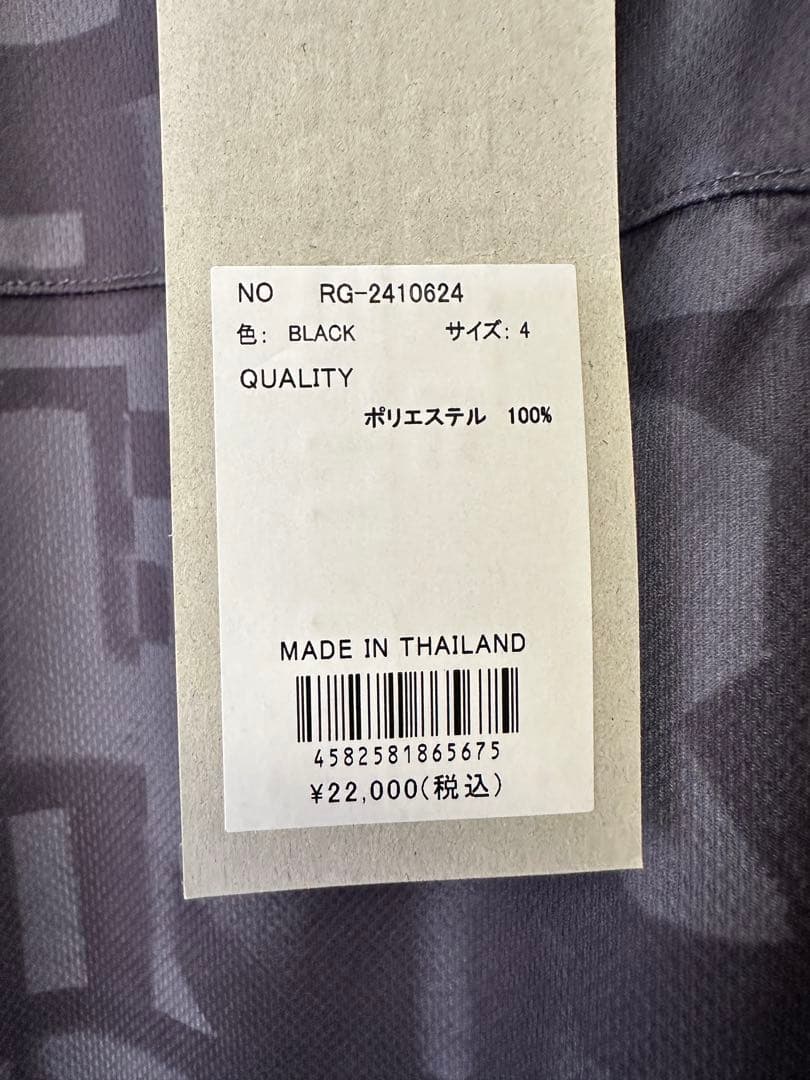 NO RG-2410624
色: BLACK サイズ: 4
QUALITY
ポリエステル 100%
MADE IN THAILAND
4582581865675
¥22,000(税込)